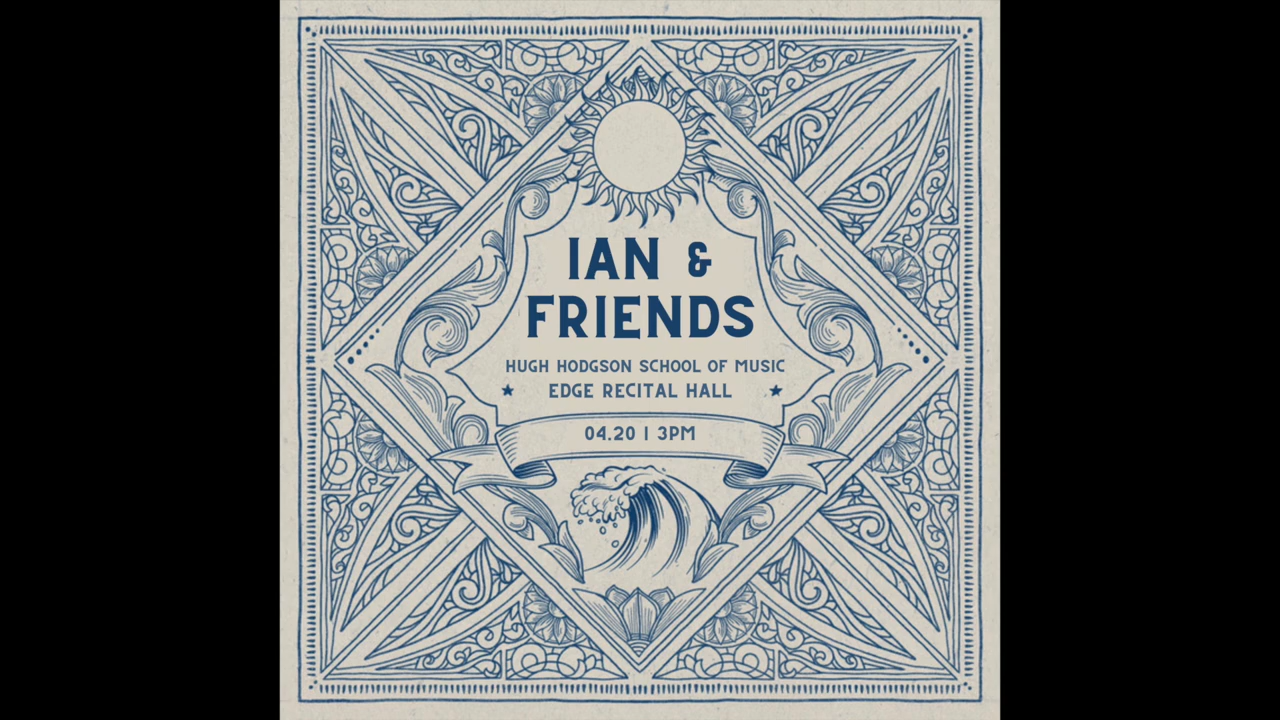 IAN &
FRIENDS
HUGH HODGSON SCHOOL OF MUSIC
EDGE RECITAL HALL
04.20 | 3PM